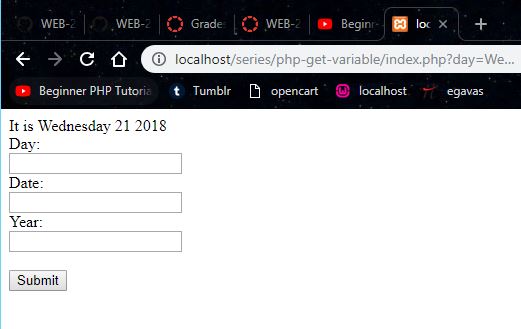 WEB-2
WEB-2
Grade
WEB-2
Beginr
loc
localhost/series/php-get-variable/index.php?day=We...
Beginner PHP Tutoria
Tumblr
opencart
localhost
egavas
It is Wednesday 21 2018
Day:
Date:
Year:
Submit